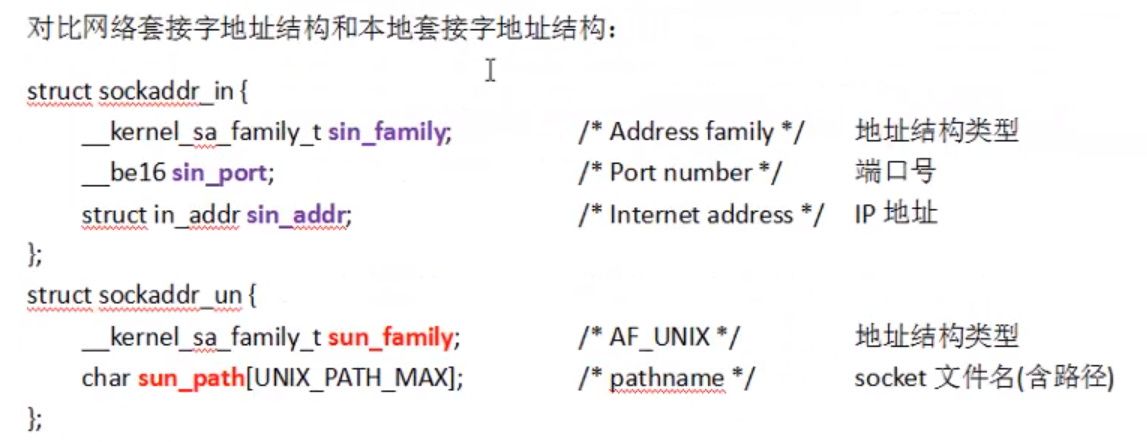 对比网络套接字地址结构和本地套接字地址结构：
struct sockaddr_in {
__kernel_sa_family_t sin_family; /* Address family */ 地址结构类型
__be16 sin_port; /* Port number */ 端口号
struct in_addr sin_addr; /* Internet address */ IP 地址
};
struct sockaddr_un {
__kernel_sa_family_t sun_family; /* AF_UNIX */ 地址结构类型
char sun_path[UNIX_PATH_MAX]; /* pathname */ socket 文件名(含路径)
};